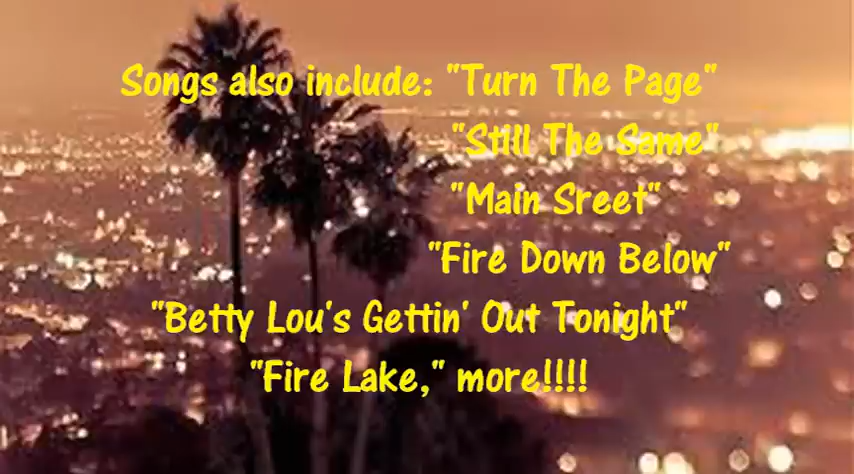 Songs also include: "Turn The Page"
"Still The Same"
"Main Sreet"
"Fire Down Below"
"Betty Lou's Gettin' Out Tonight"
"Fire Lake," more!!!!